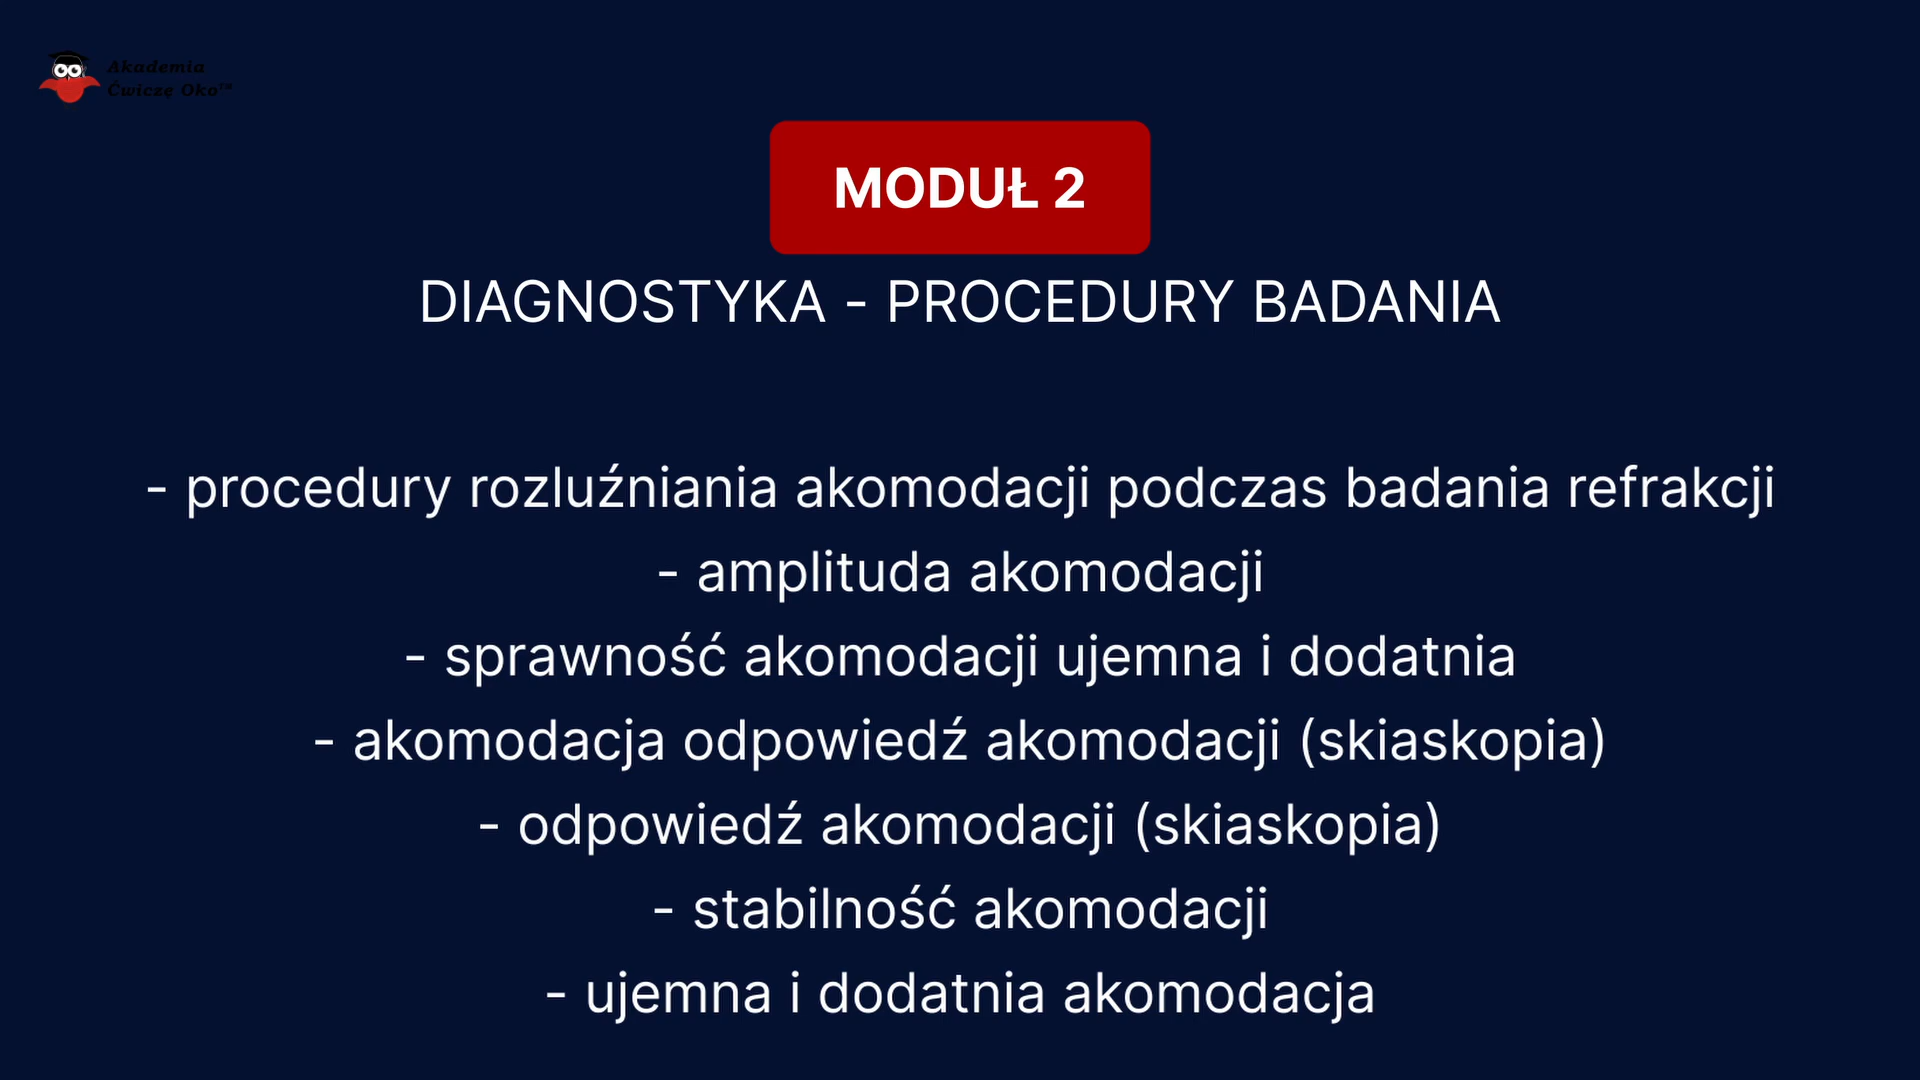 Akademia
Ćwiczę Oko™
MODUŁ 2
DIAGNOSTYKA - PROCEDURY BADANIA
- procedury rozluźniania akomodacji podczas badania refrakcji
- amplituda akomodacji
- sprawność akomodacji ujemna i dodatnia
- akomodacja odpowiedź akomodacji (skiaskopia)
- odpowiedź akomodacji (skiaskopia)
- stabilność akomodacji
- ujemna i dodatnia akomodacja